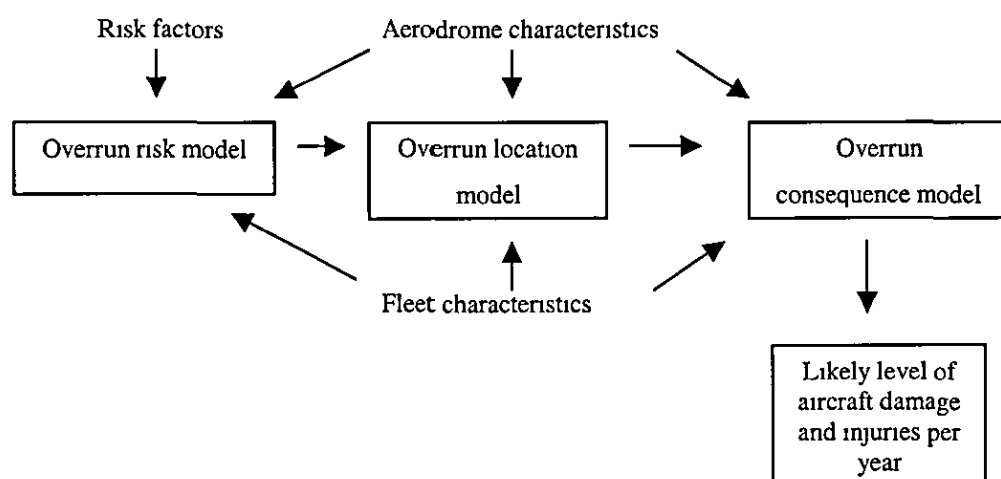 Risk factors
Aerodrome characteristics
Overrun risk model
Overrun location
model
Overrun
consequence model
Fleet characteristics
Likely level of
aircraft damage
and injuries per
year